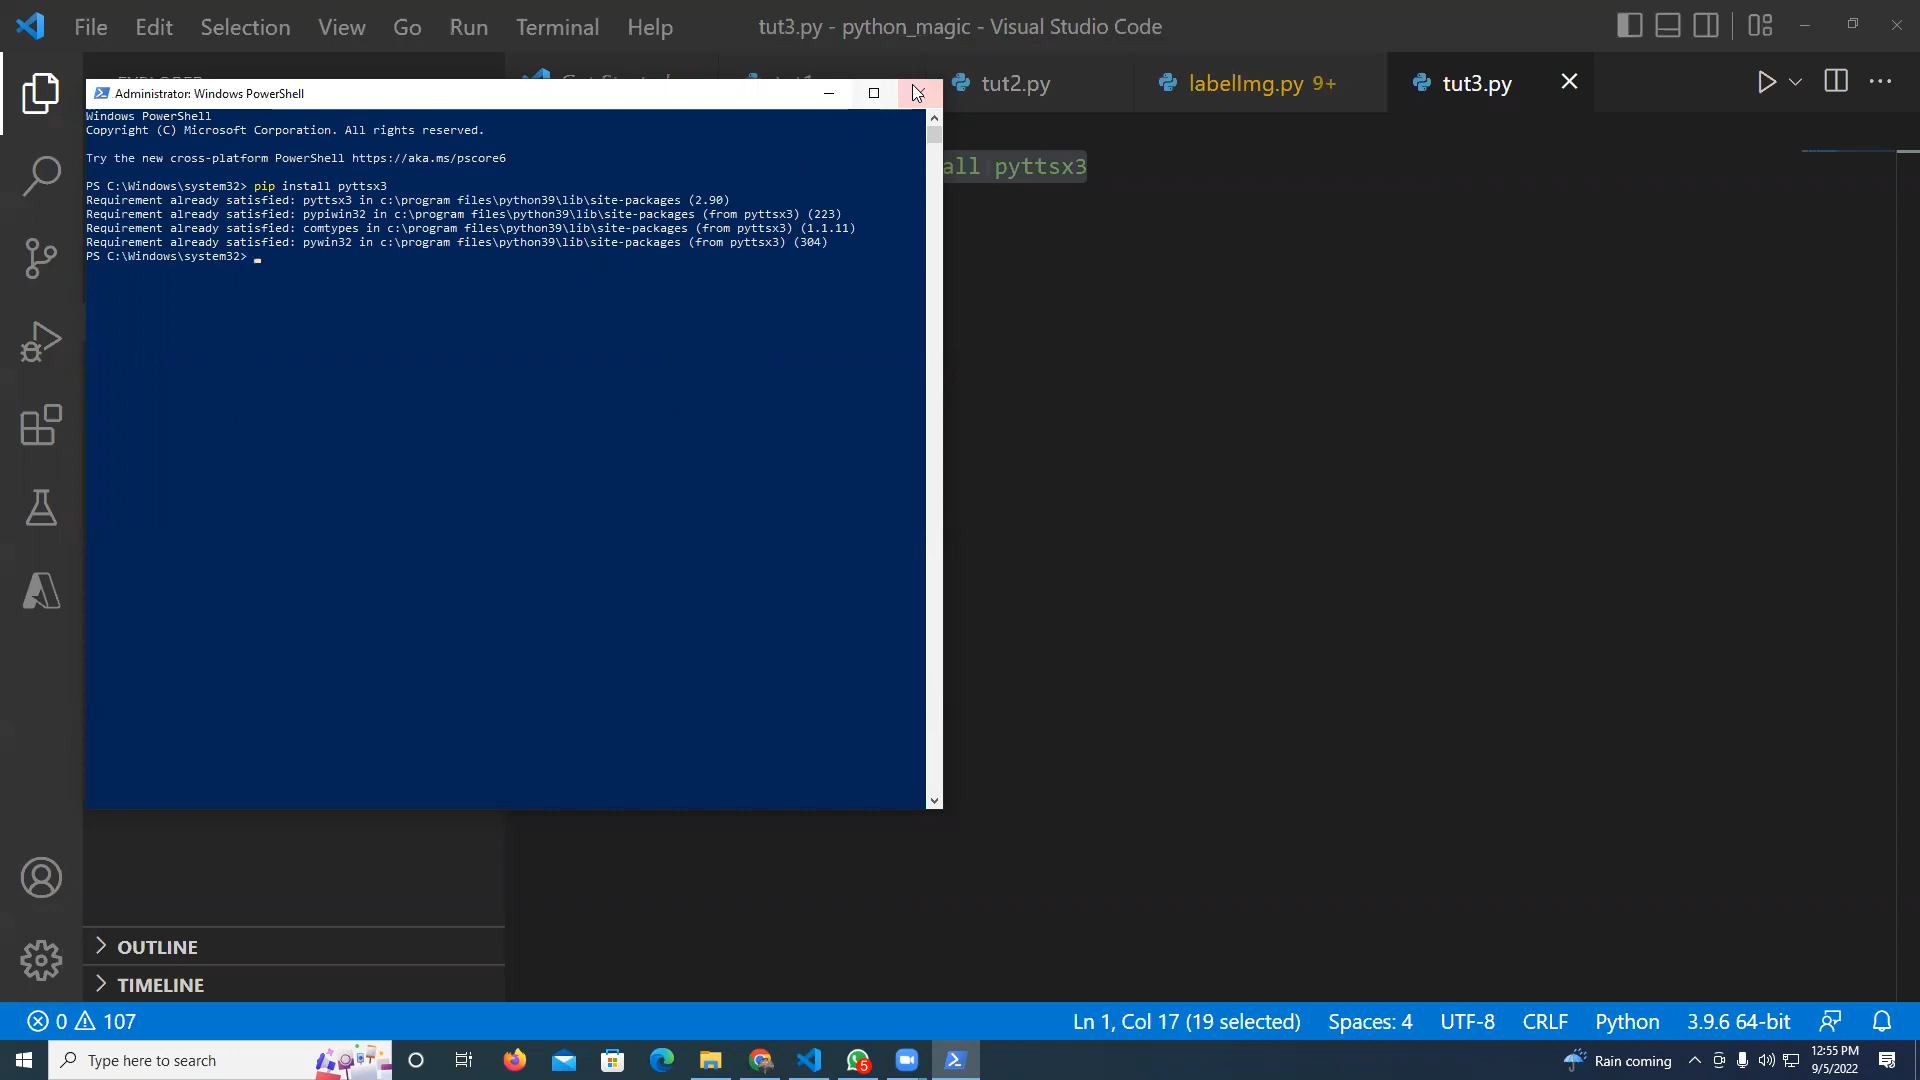 File Edit Selection View Go Run Terminal Help
tut3.py - python_magic - Visual Studio Code
tut2.py
labelImg.py 9+
tut3.py
Administrator: Windows PowerShell
Windows PowerShell
Copyright (C) Microsoft Corporation. All rights reserved.
Try the new cross-platform PowerShell https://aka.ms/pscore6
PS C:\Windows\system32> pip install pyttsx3
Requirement already satisfied: pyttsx3 in c:\program files\python39\lib\site-packages (2.90)
Requirement already satisfied: pypiwin32 in c:\program files\python39\lib\site-packages (from pyttsx3) (223)
Requirement already satisfied: comtypes in c:\program files\python39\lib\site-packages (from pyttsx3) (1.1.11)
Requirement already satisfied: pywin32 in c:\program files\python39\lib\site-packages (from pyttsx3) (304)
PS C:\Windows\system32>
all pyttsx3
OUTLINE
TIMELINE
0 107
Ln 1, Col 17 (19 selected) Spaces: 4 UTF-8 CRLF Python 3.9.6 64-bit
Type here to search
5
Rain coming
12:55 PM
9/5/2022